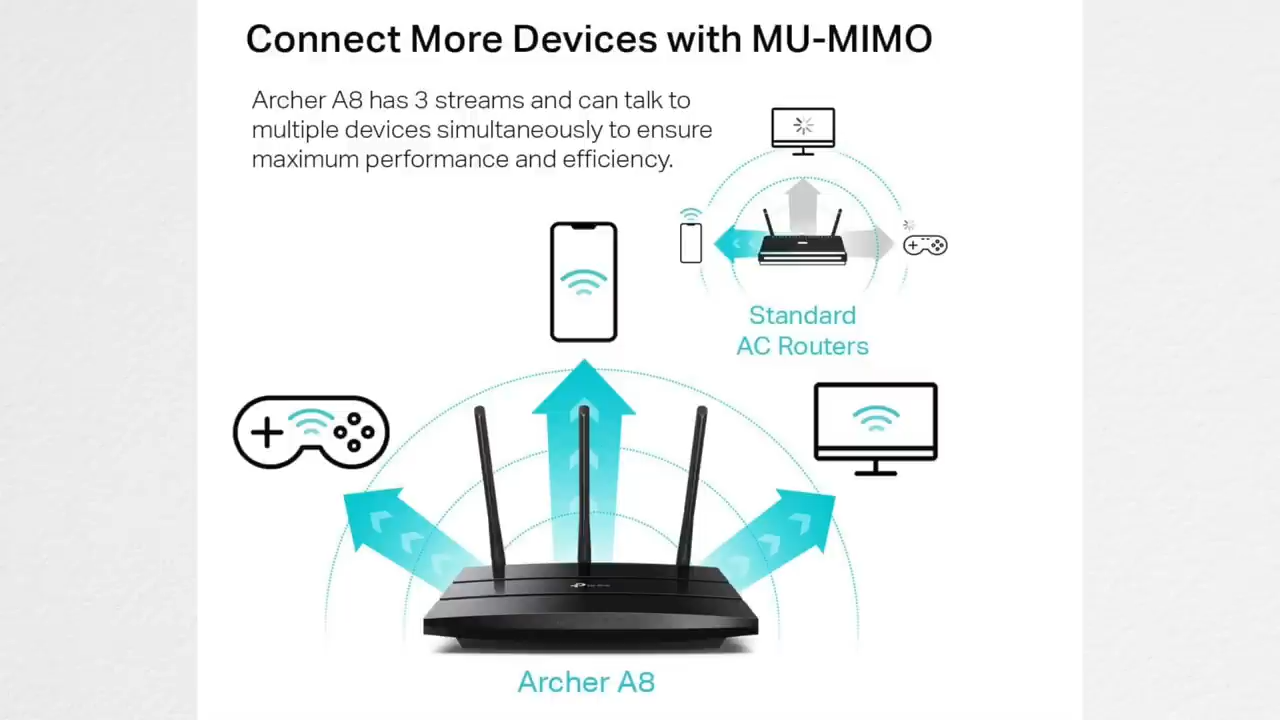 Connect More Devices with MU-MIMO
Archer A8 has 3 streams and can talk to
multiple devices simultaneously to ensure
maximum performance and efficiency.
Standard
AC Routers
Archer A8